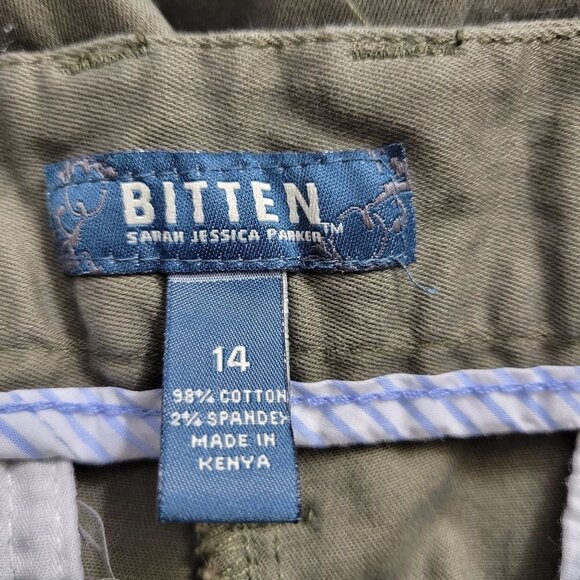 BITTEN
SARAH JESSICA PARKER™
14
98% COTTON
2% SPANDEX
MADE IN
KENYA